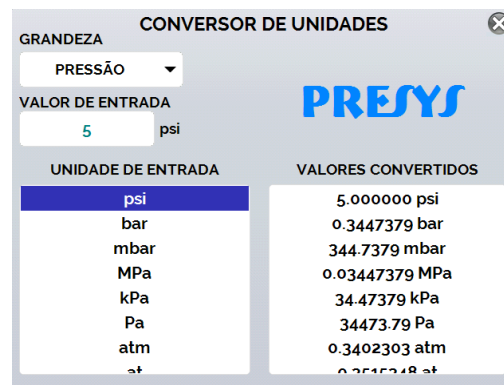 CONVERSOR DE UNIDADES
GRANDEZA
PRESSÃO
VALOR DE ENTRADA
5 psi
PRESYS
UNIDADE DE ENTRADA
psi
bar
mbar
MPa
kPa
Pa
atm
at
VALORES CONVERTIDOS
5.000000 psi
0.3447379 bar
344.7379 mbar
0.03447379 MPa
34.47379 kPa
34473.79 Pa
0.3402303 atm